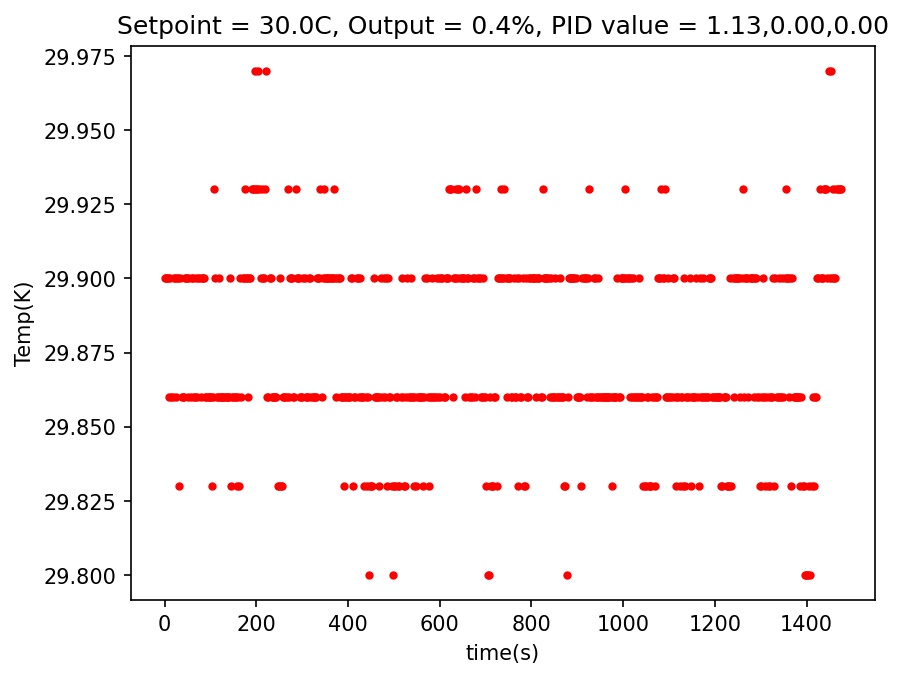 Setpoint = 30.0C, Output = 0.4%, PID value = 1.13,0.00,0.00
29.975
29.950
29.925
29.900
29.875
29.850
29.825
29.800
Temp(K)
0 200 400 600 800 1000 1200 1400
time(s)